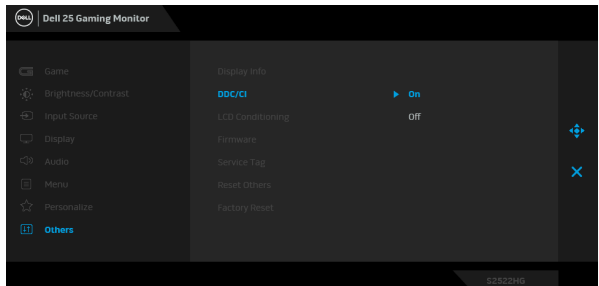 DELL Dell 25 Gaming Monitor
Game Display Info
Brightness/Contrast DDC/CI On
Input Source LCD Conditioning Off
Display Firmware
Audio Service Tag
Menu Reset Others
Personalize Factory Reset
Others
S2522HG